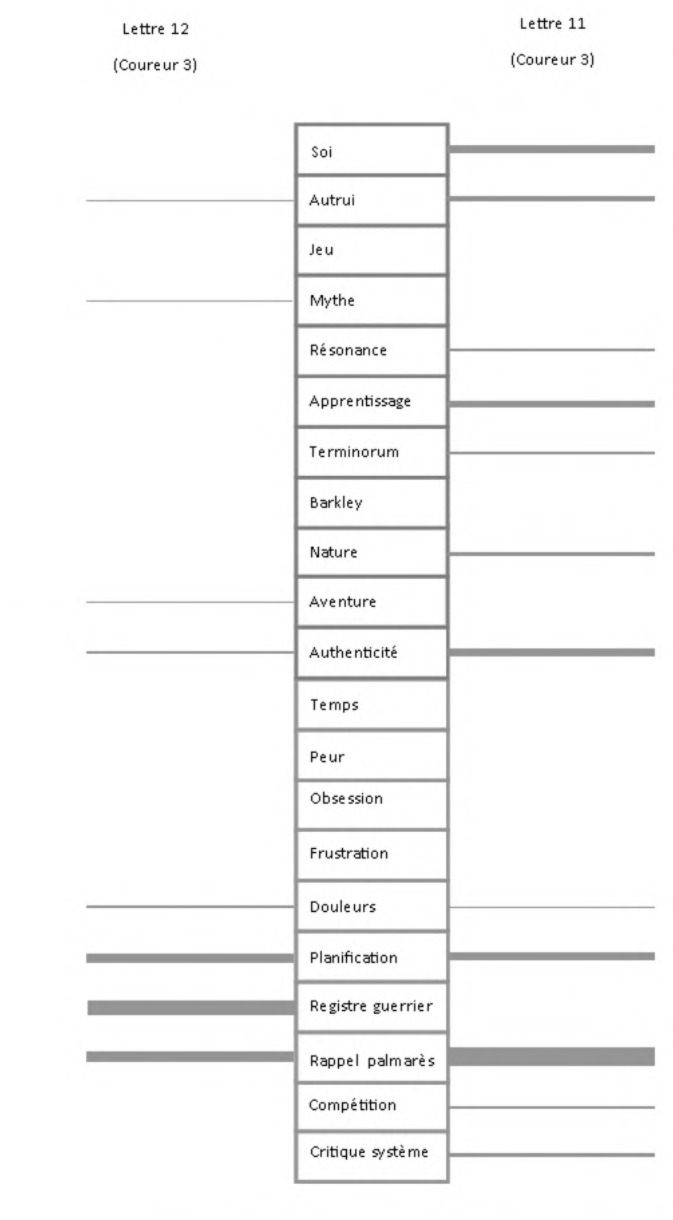 Lettre 12
(Coureur 3)
Lettre 11
(Coureur 3)
Soi
Autrui
Jeu
Mythe
Résonance
Apprentissage
Terminorum
Barkley
Nature
Aventure
Authenticité
Temps
Peur
Obsession
Frustration
Douleurs
Planification
Registre guerrier
Rappel palmarès
Compétition
Critique système